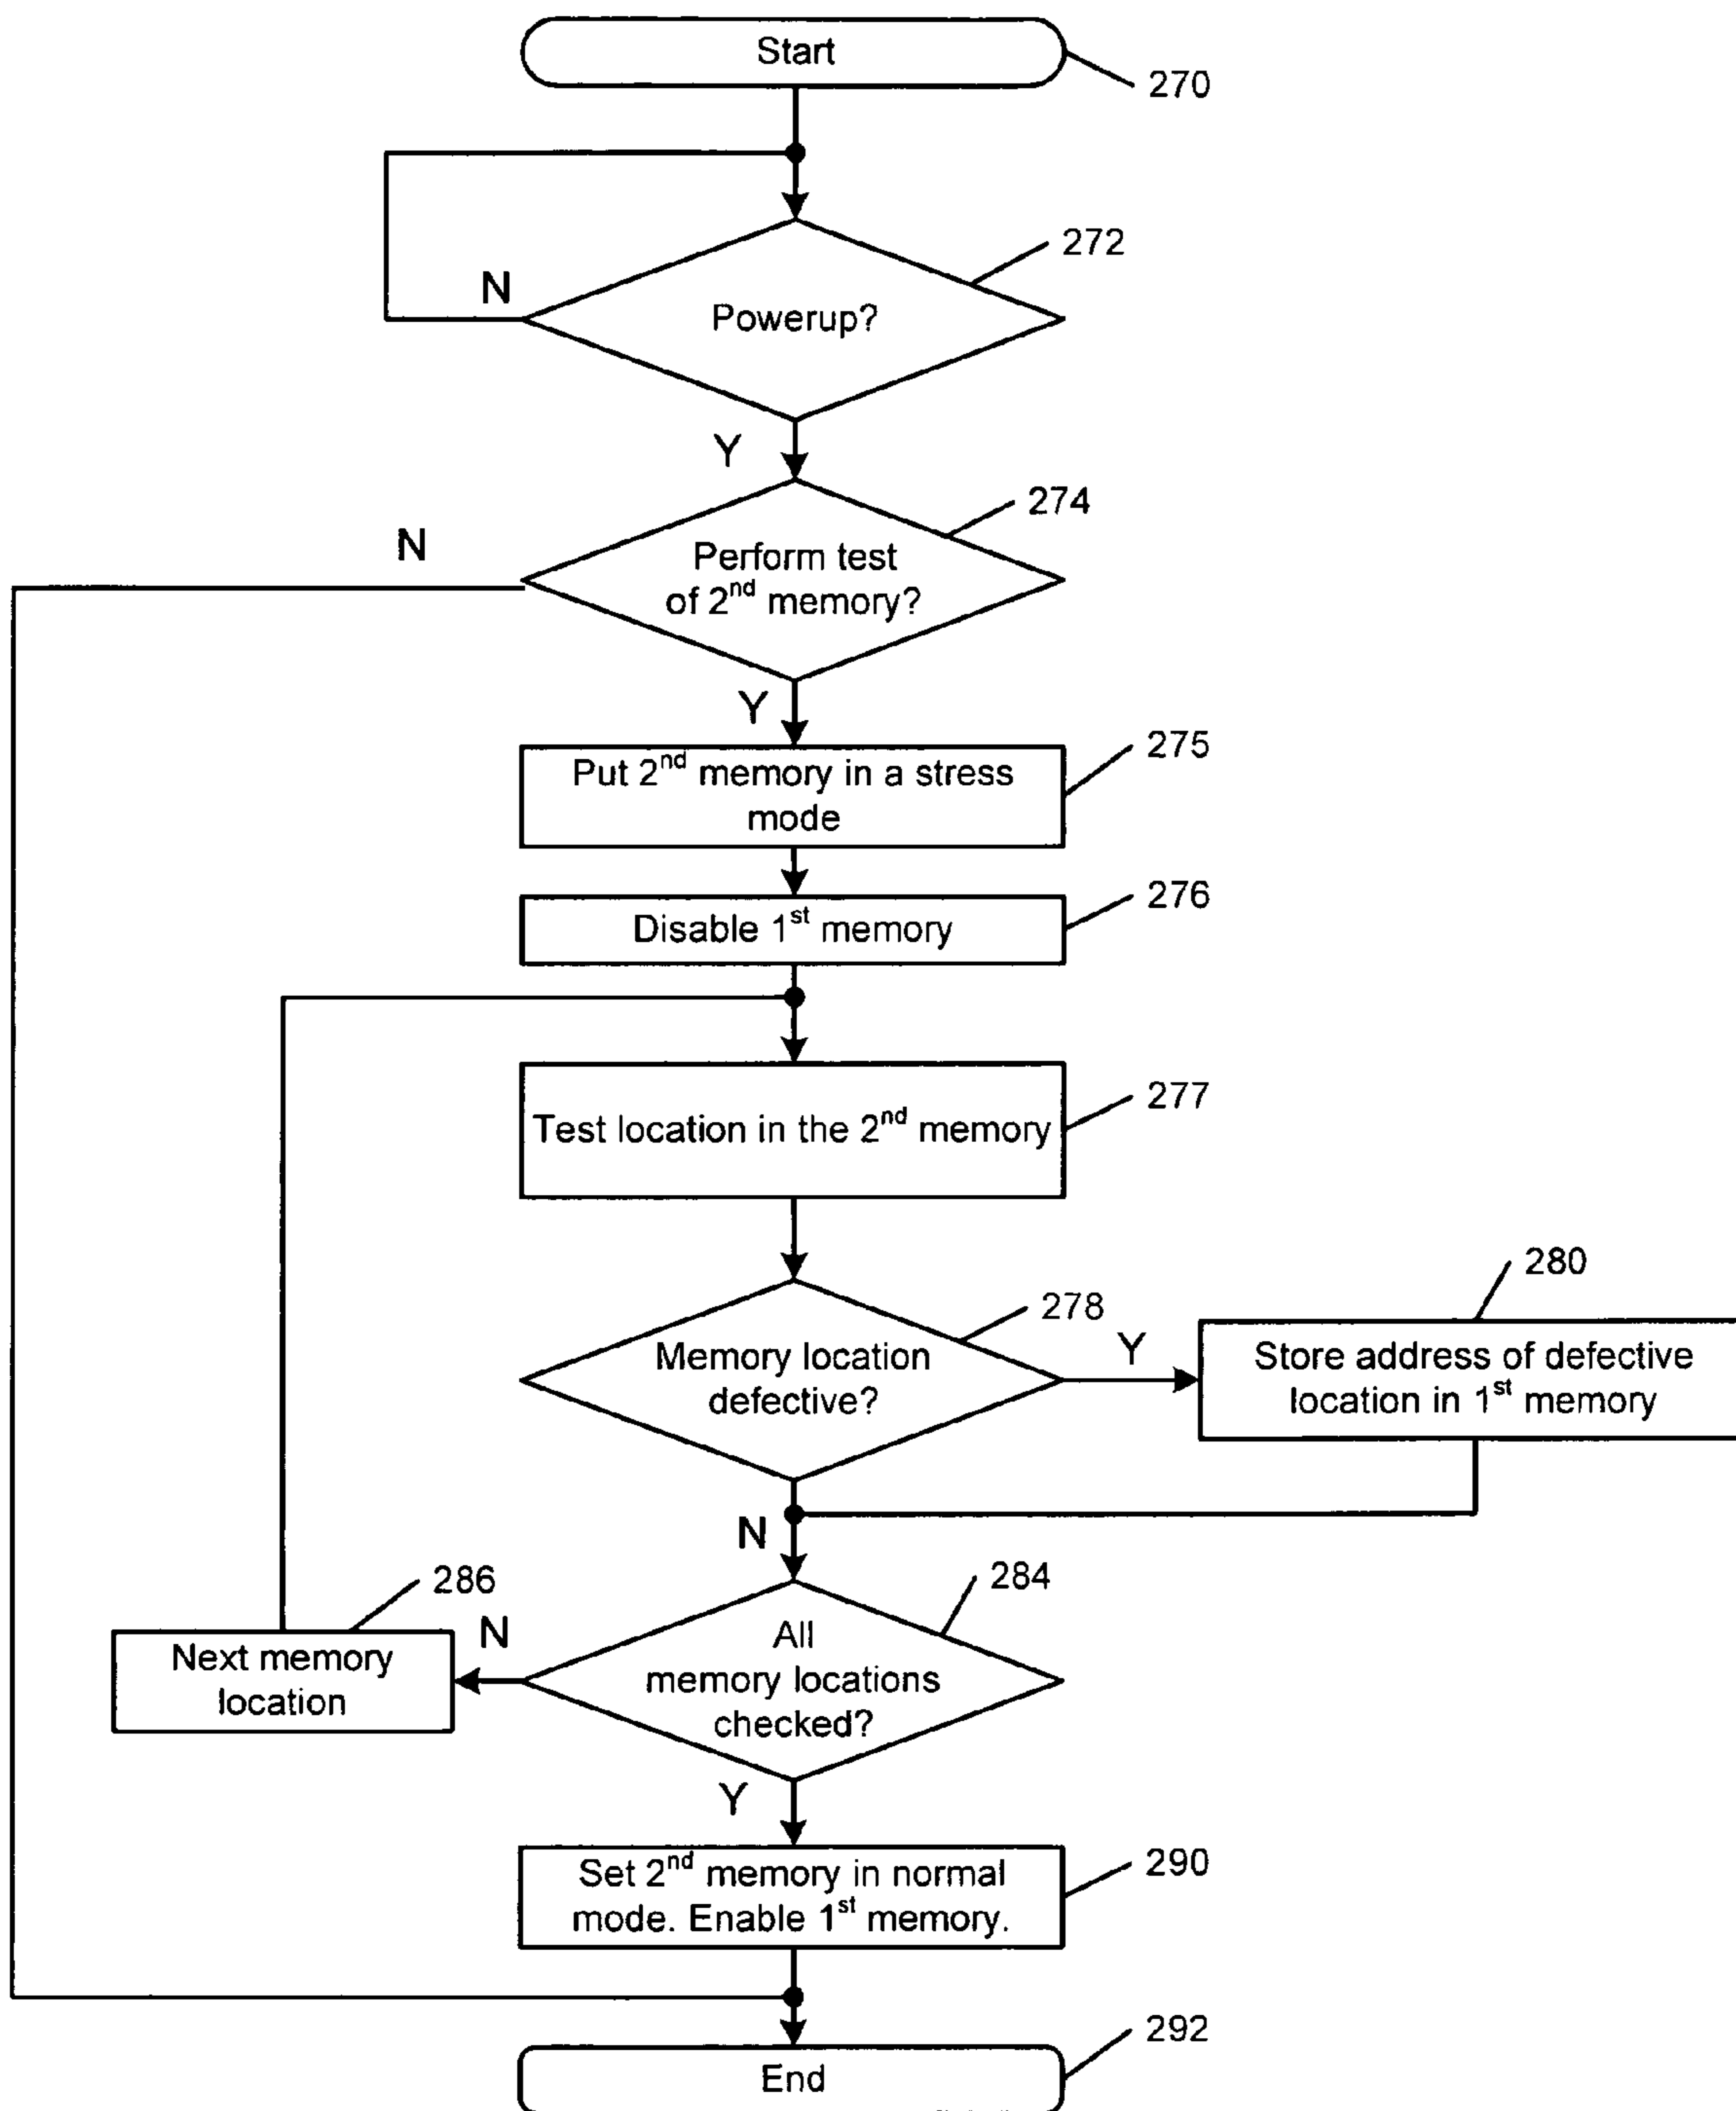 Start
270
272
N
Powerup?
Y
274
N
Perform test
of 2nd memory?
Y
275
Put 2nd memory in a stress
mode
276
Disable 1st memory
277
Test location in the 2nd memory
280
278
Y
Memory location
defective?
Store address of defective
location in 1st memory
N
286
284
N
All
memory locations
checked?
Next memory
location
Y
290
Set 2nd memory in normal
mode. Enable 1st memory.
292
End